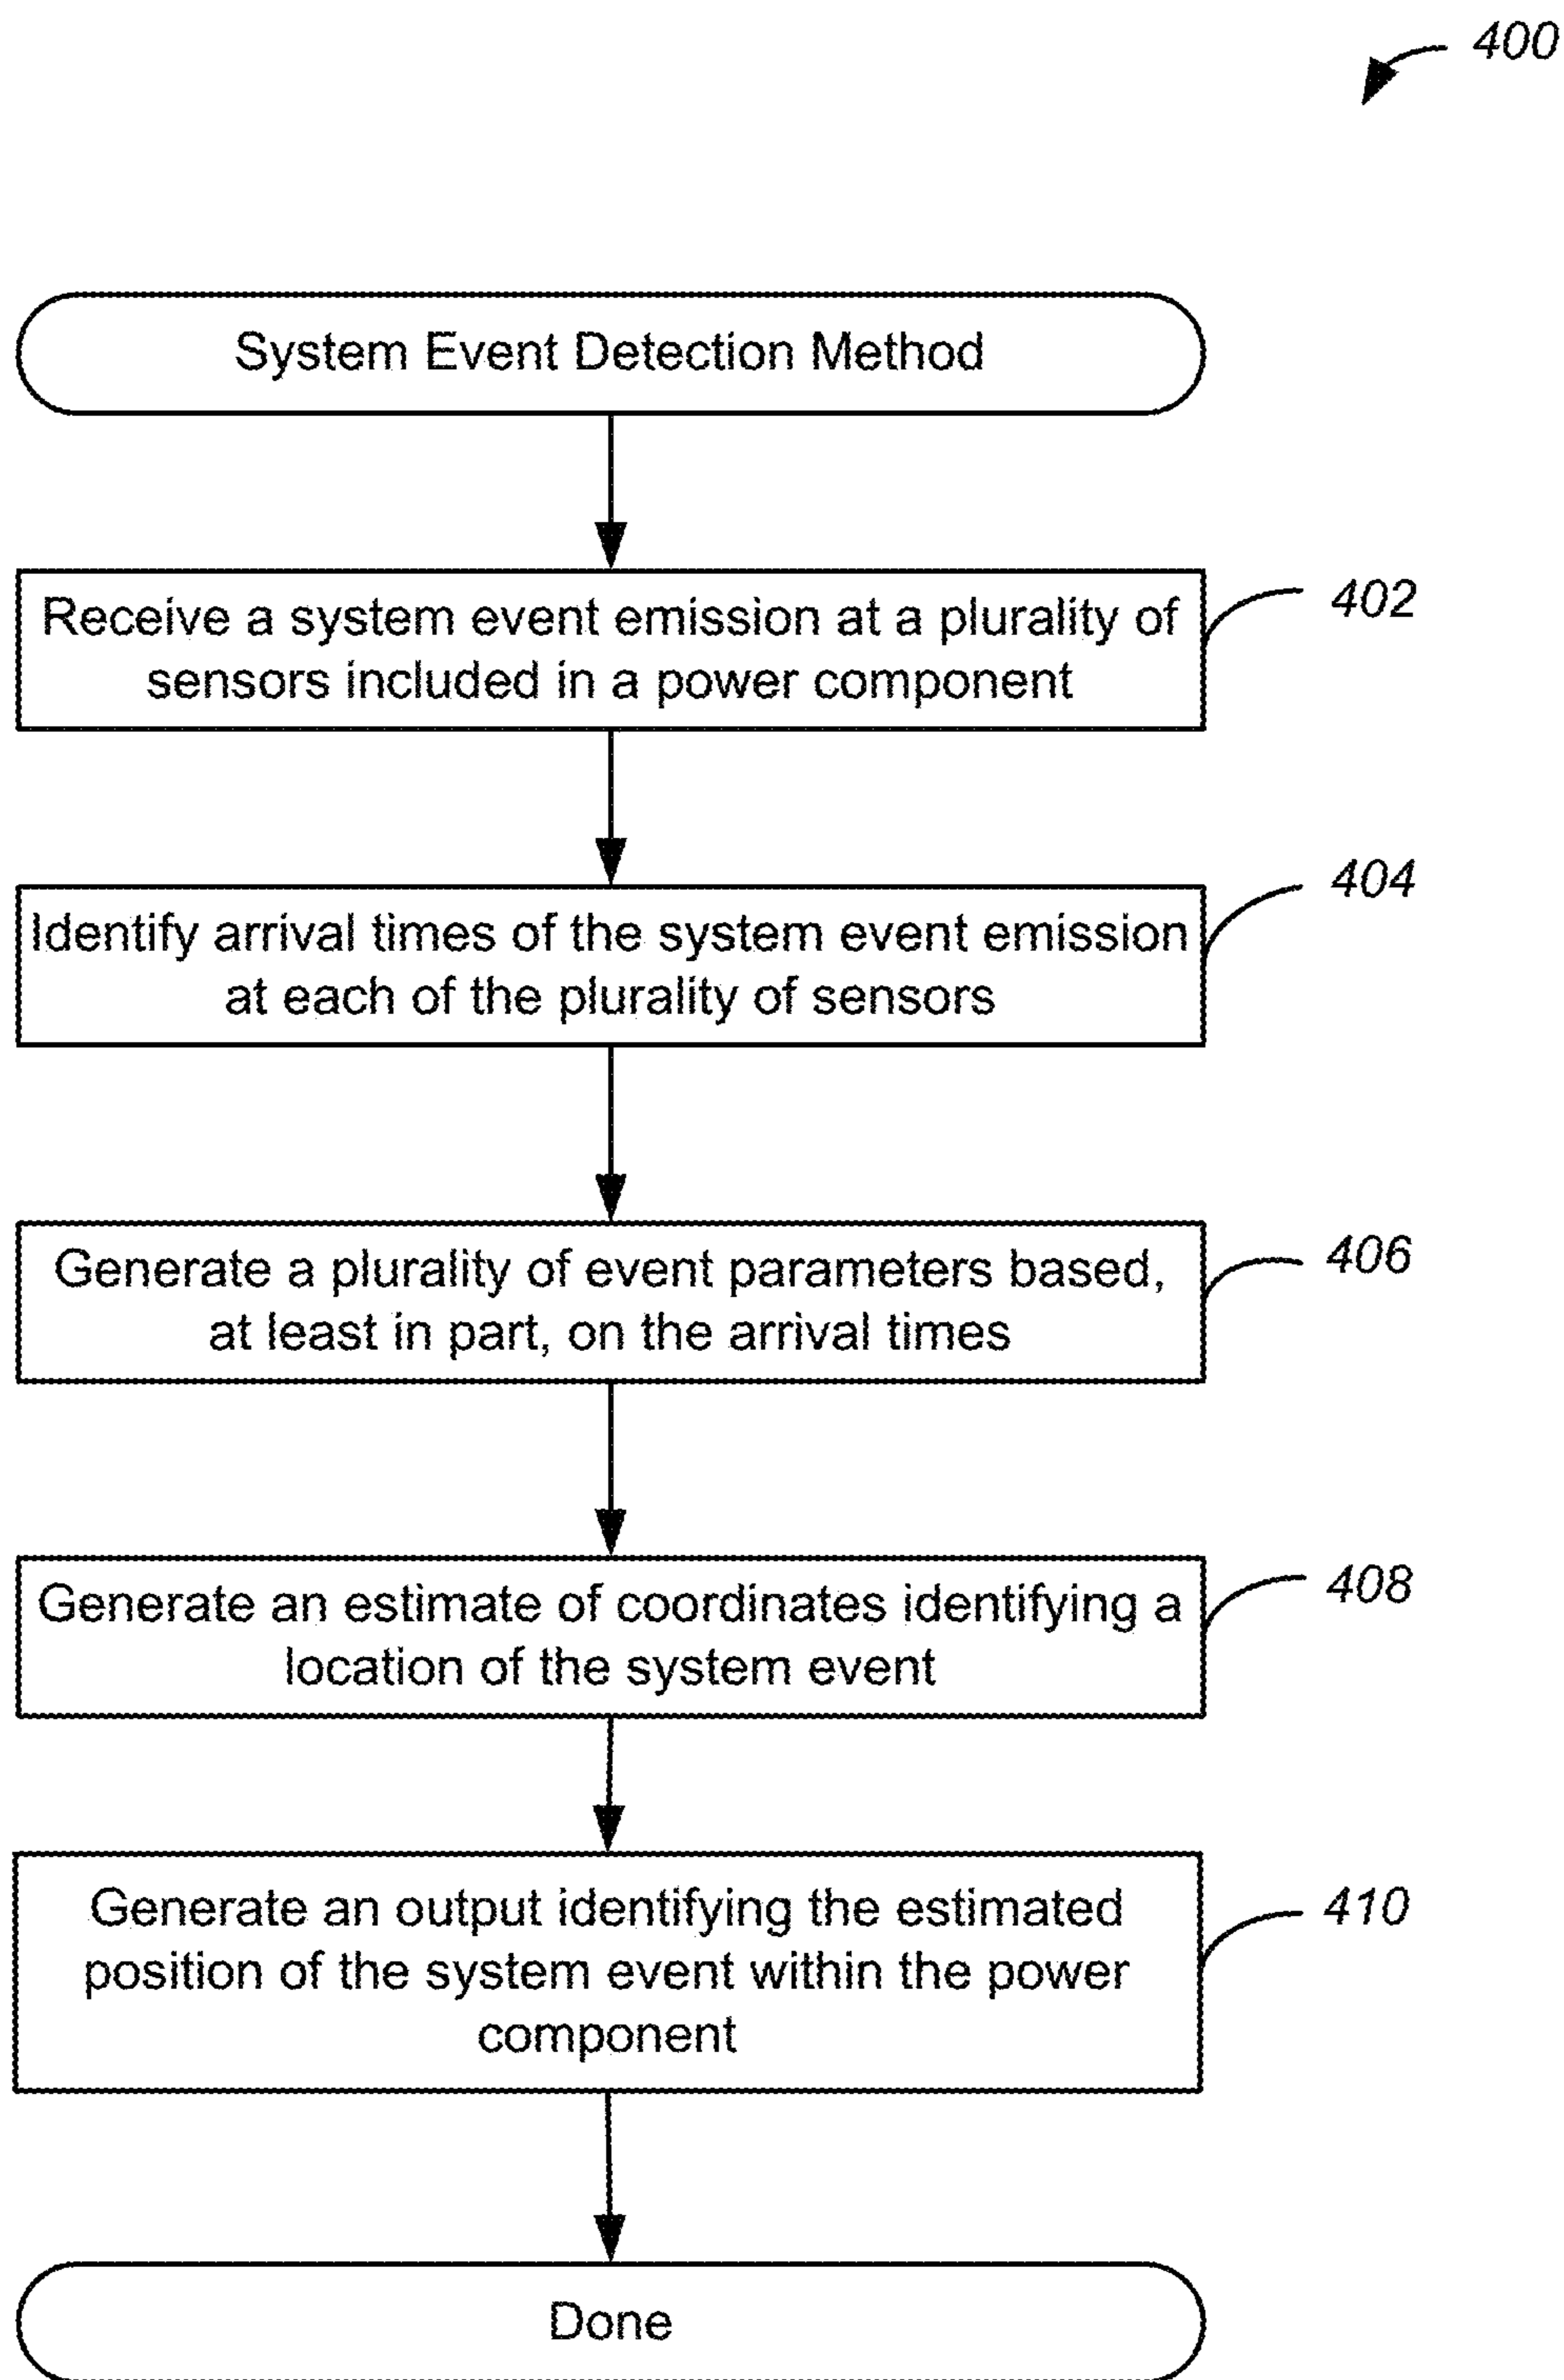 400
System Event Detection Method
Receive a system event emission at a plurality of
sensors included in a power component
402
Identify arrival times of the system event emission
at each of the plurality of sensors
404
Generate a plurality of event parameters based,
at least in part, on the arrival times
406
Generate an estimate of coordinates identifying a
location of the system event
408
Generate an output identifying the estimated
position of the system event within the power
component
410
Done